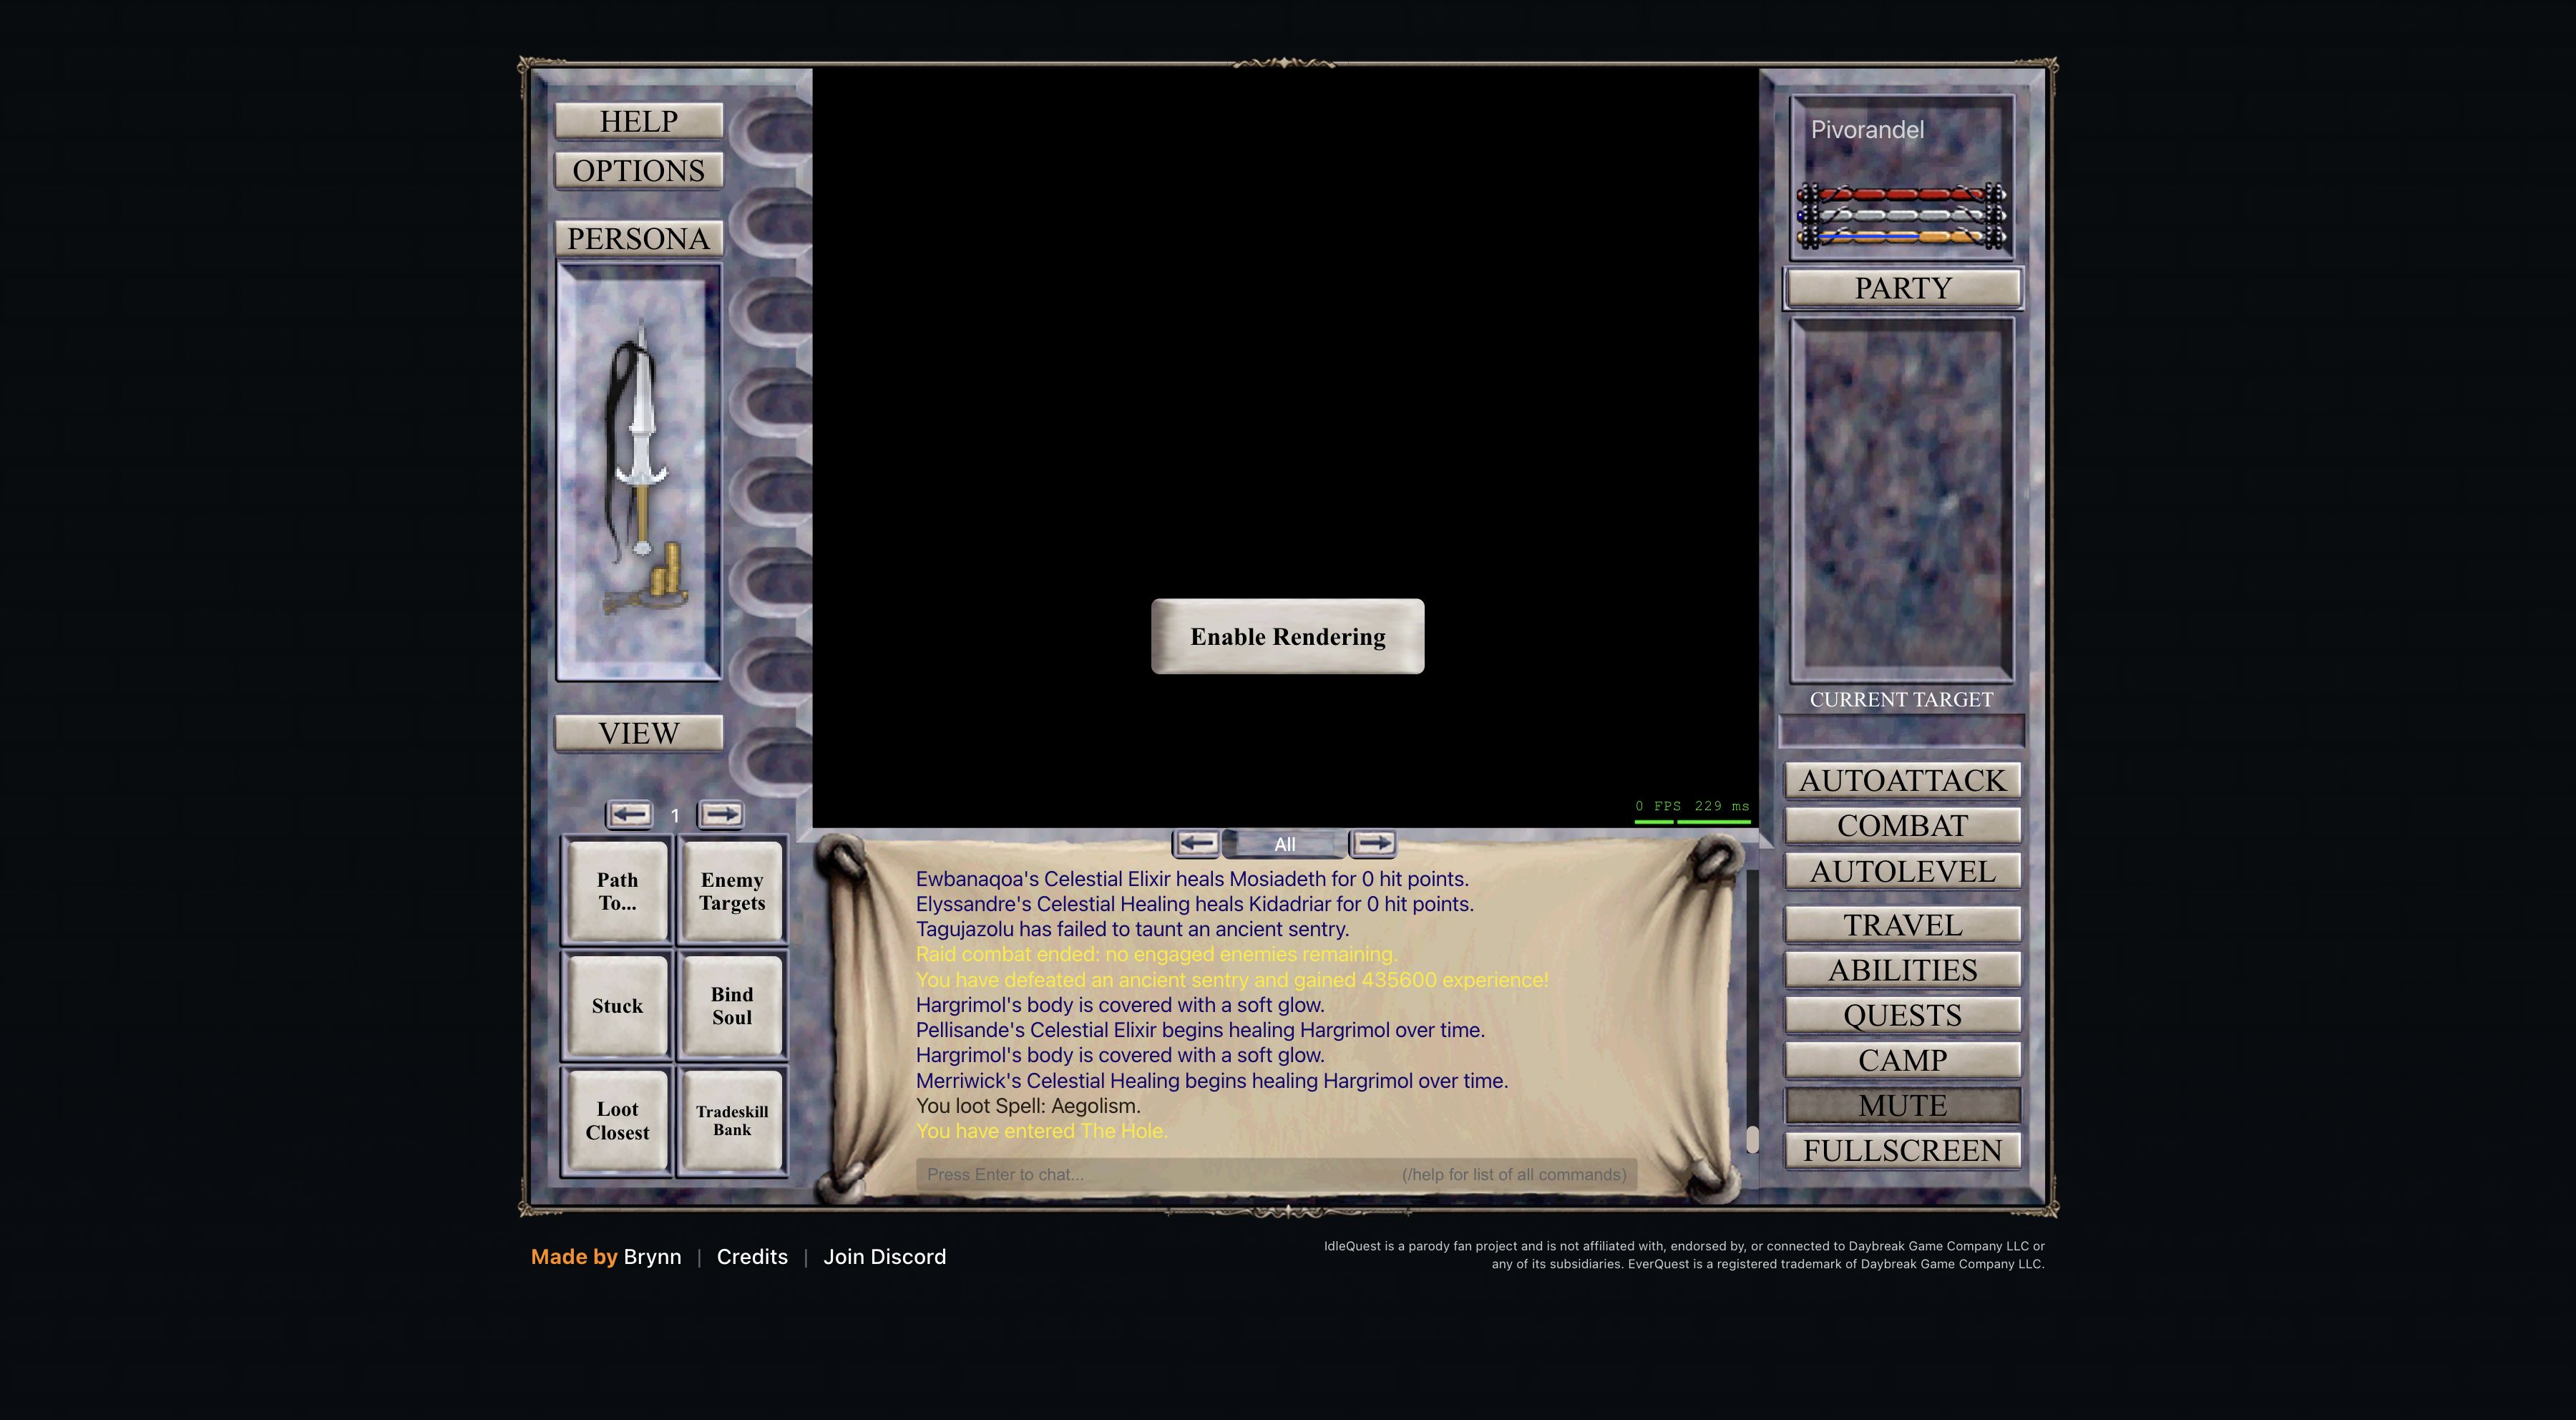 HELP
OPTIONS
PERSONA
VIEW
1
Path
To...
Enemy
Targets
Stuck
Bind
Soul
Loot
Closest
Tradeskill
Bank
Enable Rendering
0 FPS 229 ms
All
Ewbanaqoa's Celestial Elixir heals Mosiadeth for 0 hit points.
Elyssandre's Celestial Healing heals Kidadriar for 0 hit points.
Tagujazolu has failed to taunt an ancient sentry.
Raid combat ended: no engaged enemies remaining.
You have defeated an ancient sentry and gained 435600 experience!
Hargrimol's body is covered with a soft glow.
Pellisande's Celestial Elixir begins healing Hargrimol over time.
Hargrimol's body is covered with a soft glow.
Merriwick's Celestial Healing begins healing Hargrimol over time.
You loot Spell: Aegolism.
You have entered The Hole.
Press Enter to chat... (/help for list of all commands)
Pivorandel
PARTY
CURRENT TARGET
AUTOATTACK
COMBAT
AUTOLEVEL
TRAVEL
ABILITIES
QUESTS
CAMP
MUTE
FULLSCREEN
Made by Brynn | Credits | Join Discord
IdleQuest is a parody fan project and is not affiliated with, endorsed by, or connected to Daybreak Game Company LLC or
any of its subsidiaries. EverQuest is a registered trademark of Daybreak Game Company LLC.